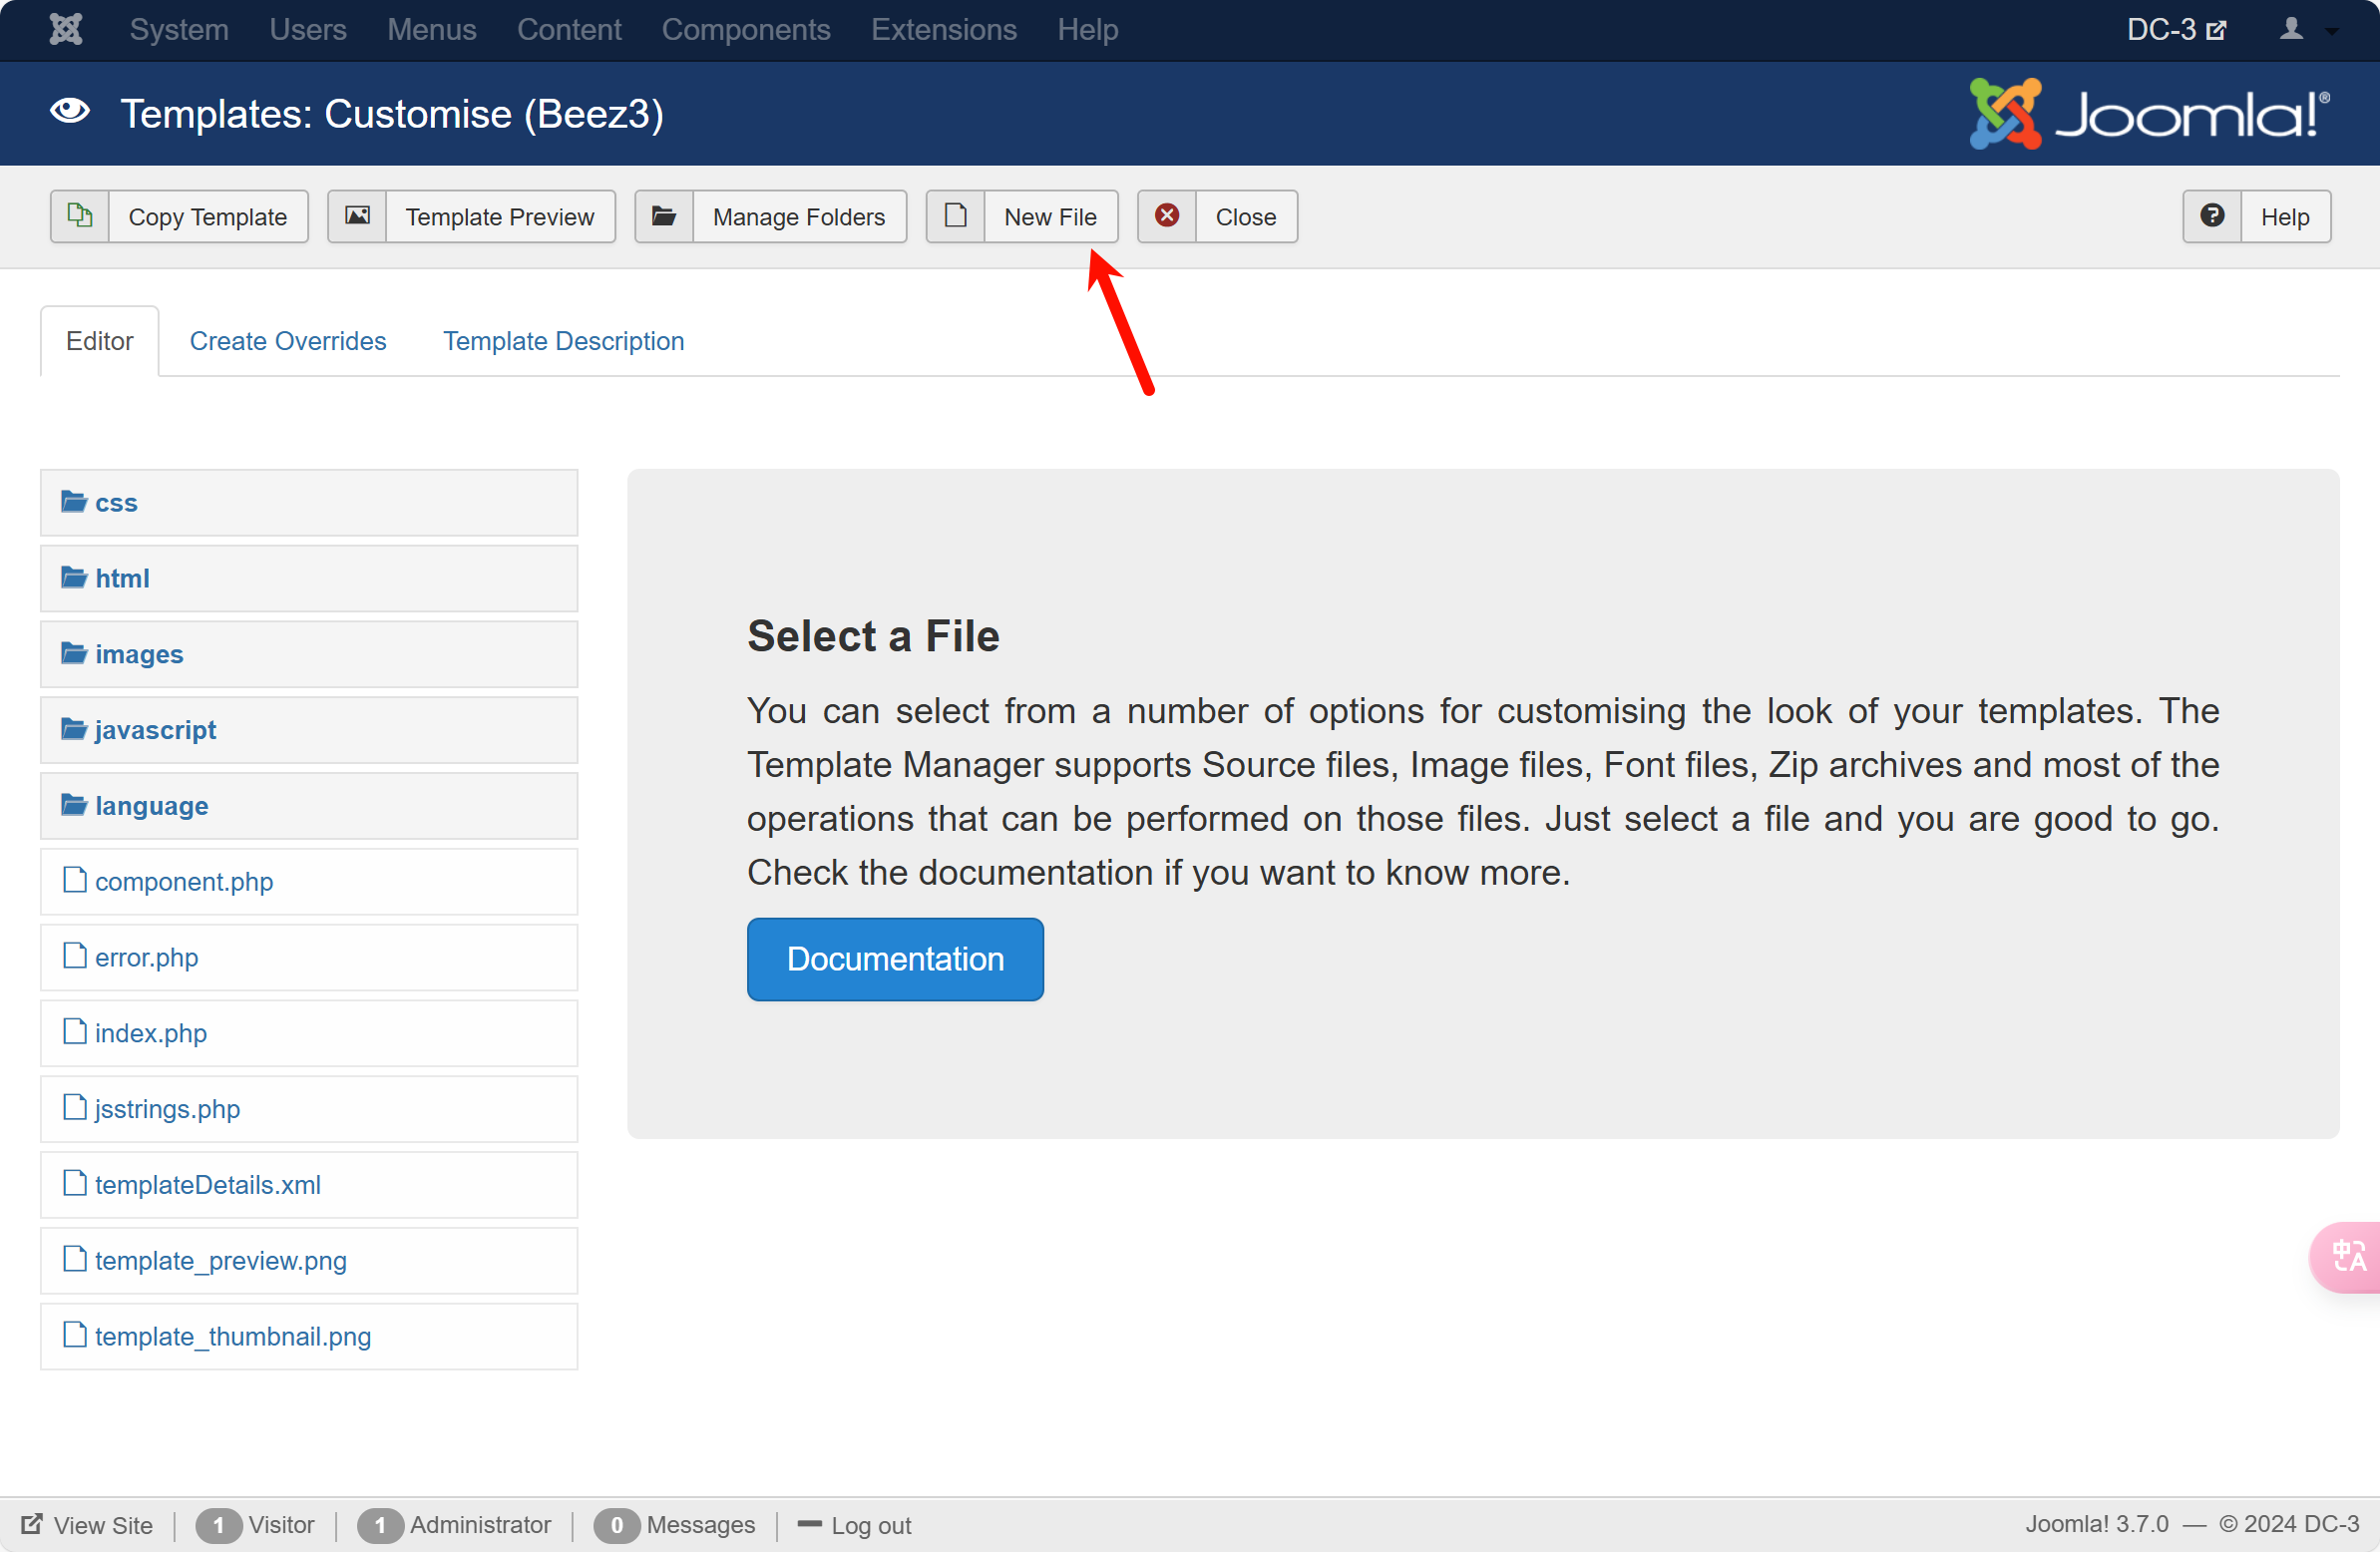 System Users Menus Content Components Extensions Help DC-3
Templates: Customise (Beez3) Joomla!®
Copy Template Template Preview Manage Folders New File Close Help
Editor Create Overrides Template Description
css
html
images
javascript
language
component.php
error.php
index.php
jsstrings.php
templateDetails.xml
template_preview.png
template_thumbnail.png
Select a File
You can select from a number of options for customising the look of your templates. The
Template Manager supports Source files, Image files, Font files, Zip archives and most of the
operations that can be performed on those files. Just select a file and you are good to go.
Check the documentation if you want to know more.
Documentation
中A
View Site 1 Visitor 1 Administrator 0 Messages Log out Joomla! 3.7.0 — © 2024 DC-3